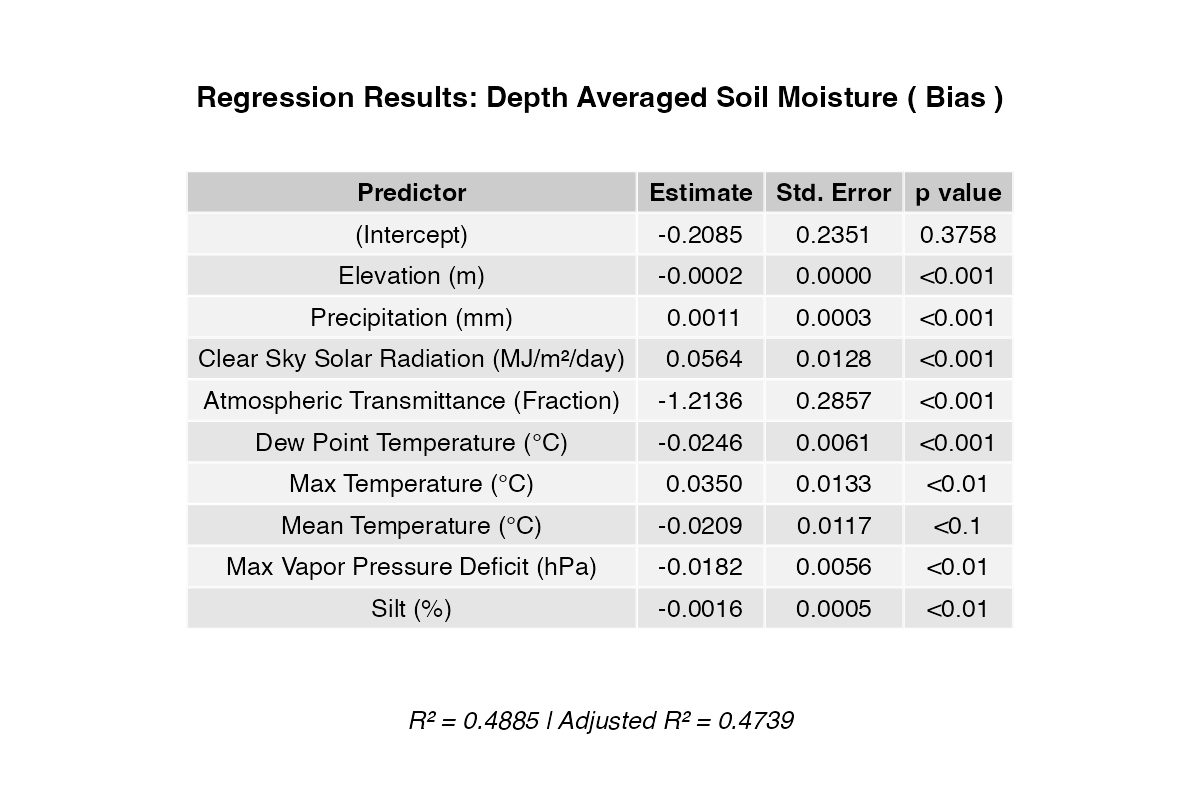 Regression Results: Depth Averaged Soil Moisture ( Bias )
Predictor Estimate Std. Error p value
(Intercept) -0.2085 0.2351 0.3758
Elevation (m) -0.0002 0.0000 <0.001
Precipitation (mm) 0.0011 0.0003 <0.001
Clear Sky Solar Radiation (MJ/m²/day) 0.0564 0.0128 <0.001
Atmospheric Transmittance (Fraction) -1.2136 0.2857 <0.001
Dew Point Temperature (°C) -0.0246 0.0061 <0.001
Max Temperature (°C) 0.0350 0.0133 <0.01
Mean Temperature (°C) -0.0209 0.0117 <0.1
Max Vapor Pressure Deficit (hPa) -0.0182 0.0056 <0.01
Silt (%) -0.0016 0.0005 <0.01
R² = 0.4885 | Adjusted R² = 0.4739